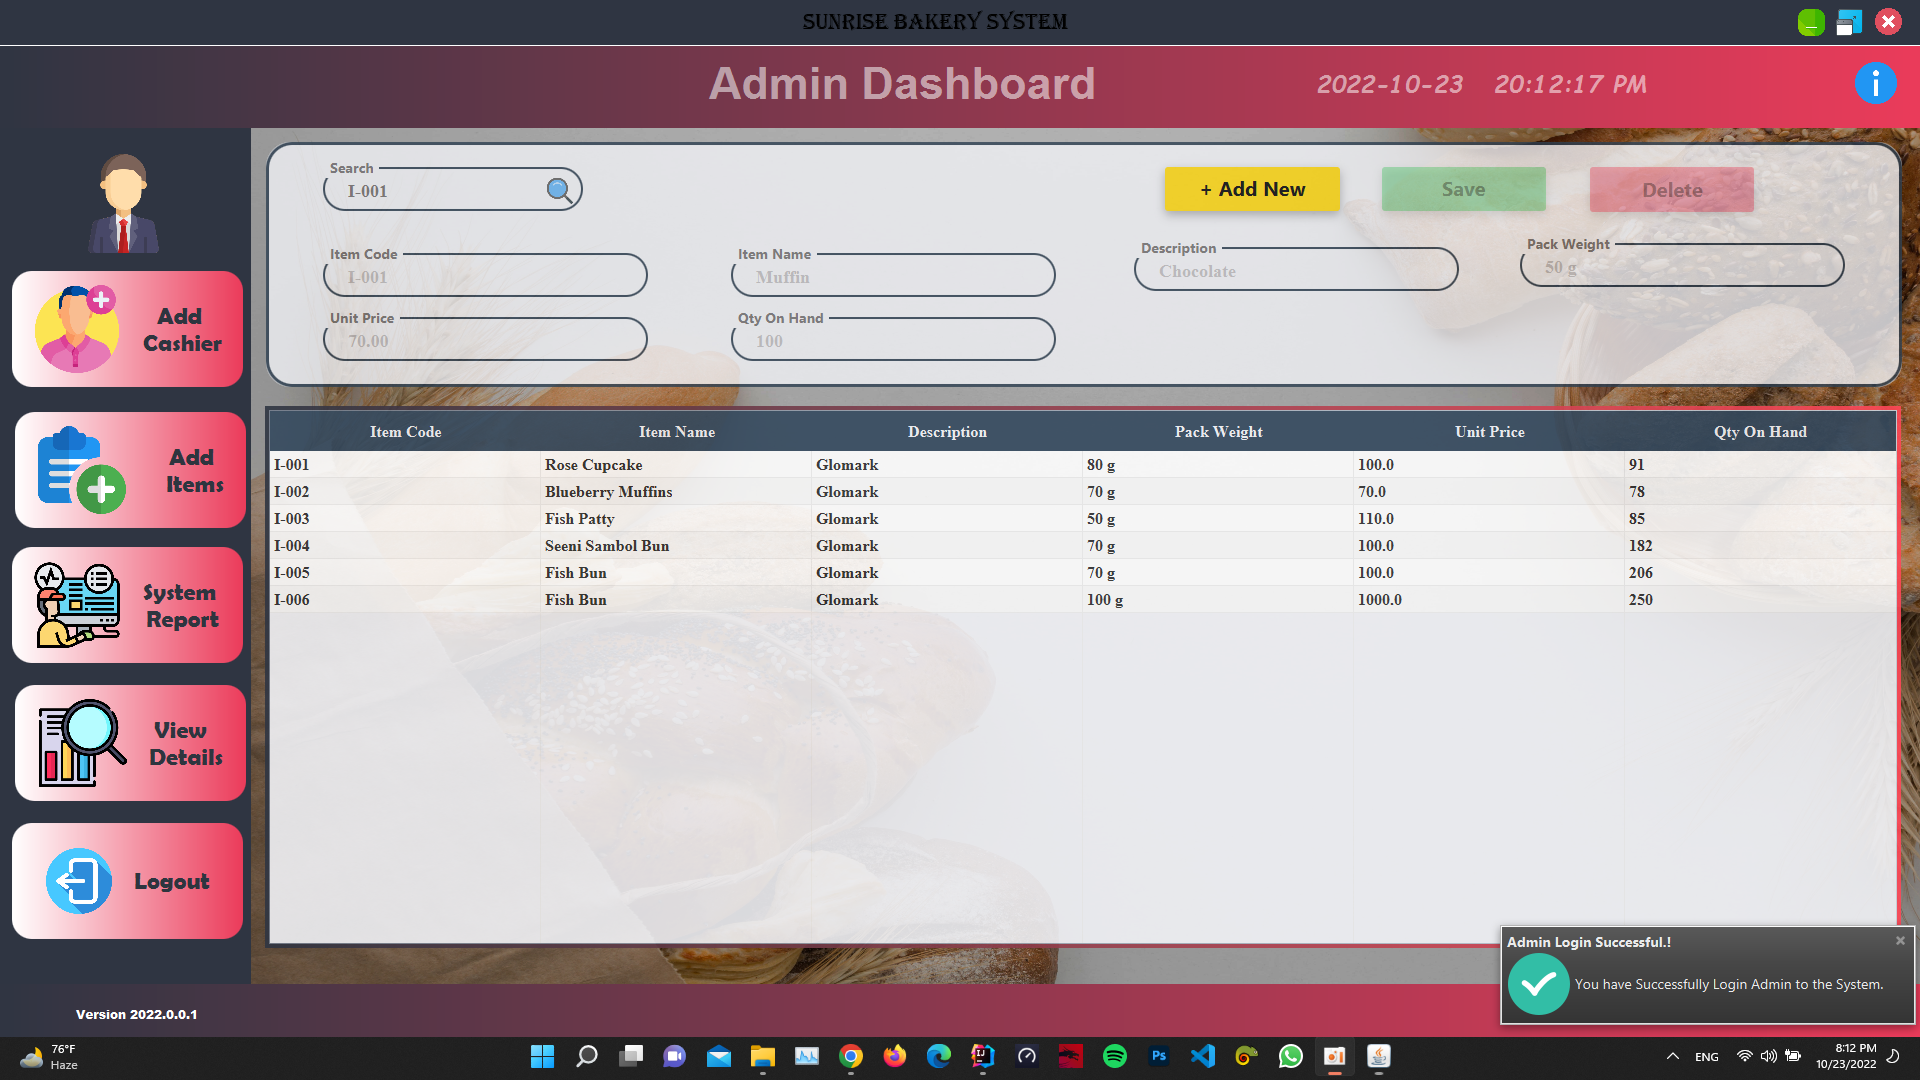 SUNRISE BAKERY SYSTEM
Admin Dashboard
2022-10-23 20:12:17 PM
Search
I-001
+ Add New
Save
Delete
Item Code
I-001
Item Name
Muffin
Description
Chocolate
Pack Weight
50 g
Unit Price
70.00
Qty On Hand
100
Add
Cashier
Add
Items
System
Report
View
Details
Logout
Item Code Item Name Description Pack Weight Unit Price Qty On Hand
I-001 Rose Cupcake Glomark 80 g 100.0 91
I-002 Blueberry Muffins Glomark 70 g 70.0 78
I-003 Fish Patty Glomark 50 g 110.0 85
I-004 Seeni Sambol Bun Glomark 70 g 100.0 182
I-005 Fish Bun Glomark 70 g 100.0 206
I-006 Fish Bun Glomark 100 g 1000.0 250
Admin Login Successful.!
You have Successfully Login Admin to the System.
Version 2022.0.0.1
76°F
Haze
Ps
ENG
8:12 PM
10/23/2022